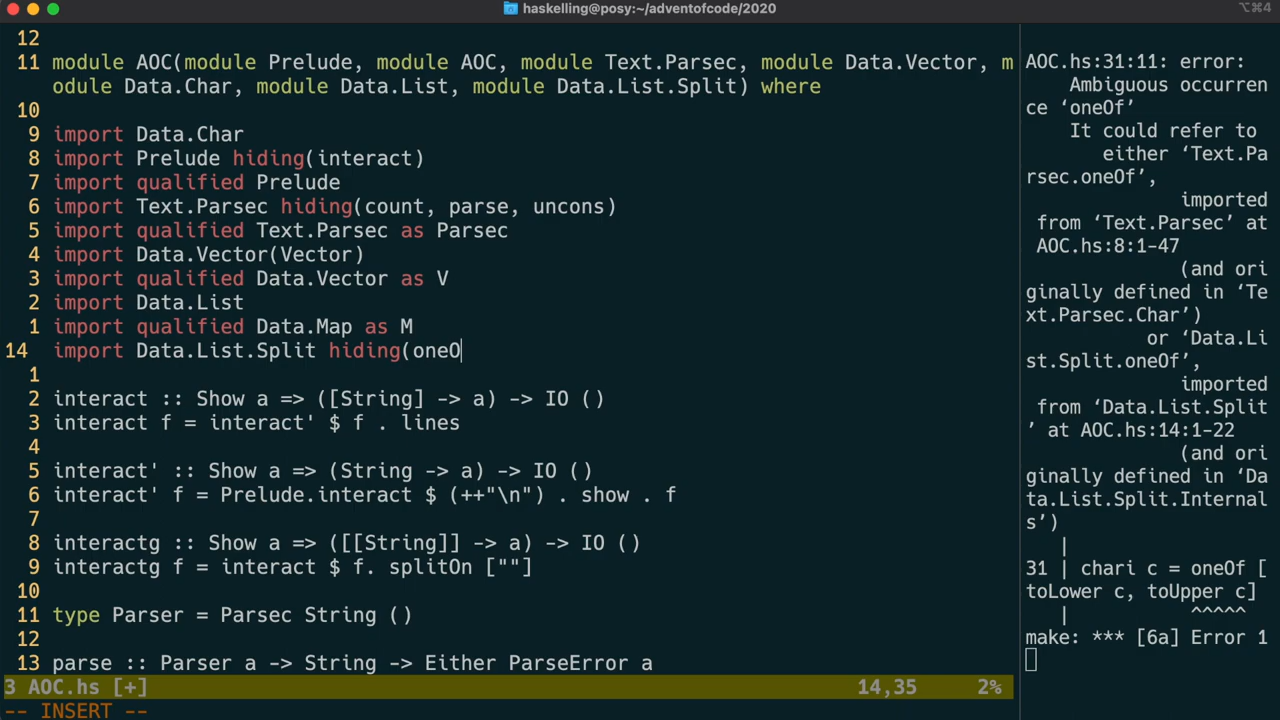 haskelling@posy:~/adventofcode/2020
⌥⌘4
12
11 module AOC(module Prelude, module AOC, module Text.Parsec, module Data.Vector, m
odule Data.Char, module Data.List, module Data.List.Split) where
10
9 import Data.Char
8 import Prelude hiding(interact)
7 import qualified Prelude
6 import Text.Parsec hiding(count, parse, uncons)
5 import qualified Text.Parsec as Parsec
4 import Data.Vector(Vector)
3 import qualified Data.Vector as V
2 import Data.List
1 import qualified Data.Map as M
14 import Data.List.Split hiding(oneO
1
2 interact :: Show a => ([String] -> a) -> IO ()
3 interact f = interact' $ f . lines
4
5 interact' :: Show a => (String -> a) -> IO ()
6 interact' f = Prelude.interact $ (++"\n") . show . f
7
8 interactg :: Show a => ([[String]] -> a) -> IO ()
9 interactg f = interact $ f. splitOn [""]
10
11 type Parser = Parsec String ()
12
13 parse :: Parser a -> String -> Either ParseError a
3 AOC.hs [+] 14,35 2%
-- INSERT --
AOC.hs:31:11: error:
Ambiguous occurren
ce ‘oneOf’
It could refer to
either ‘Text.Pa
rsec.oneOf’,
imported
from ‘Text.Parsec’ at
AOC.hs:8:1-47
(and ori
ginally defined in ‘Te
xt.Parsec.Char’)
or ‘Data.Li
st.Split.oneOf’,
imported
from ‘Data.List.Split
’ at AOC.hs:14:1-22
(and ori
ginally defined in ‘Da
ta.List.Split.Internal
s’)
|
31 | chari c = oneOf [
toLower c, toUpper c]
| ^^^^^
make: *** [6a] Error 1